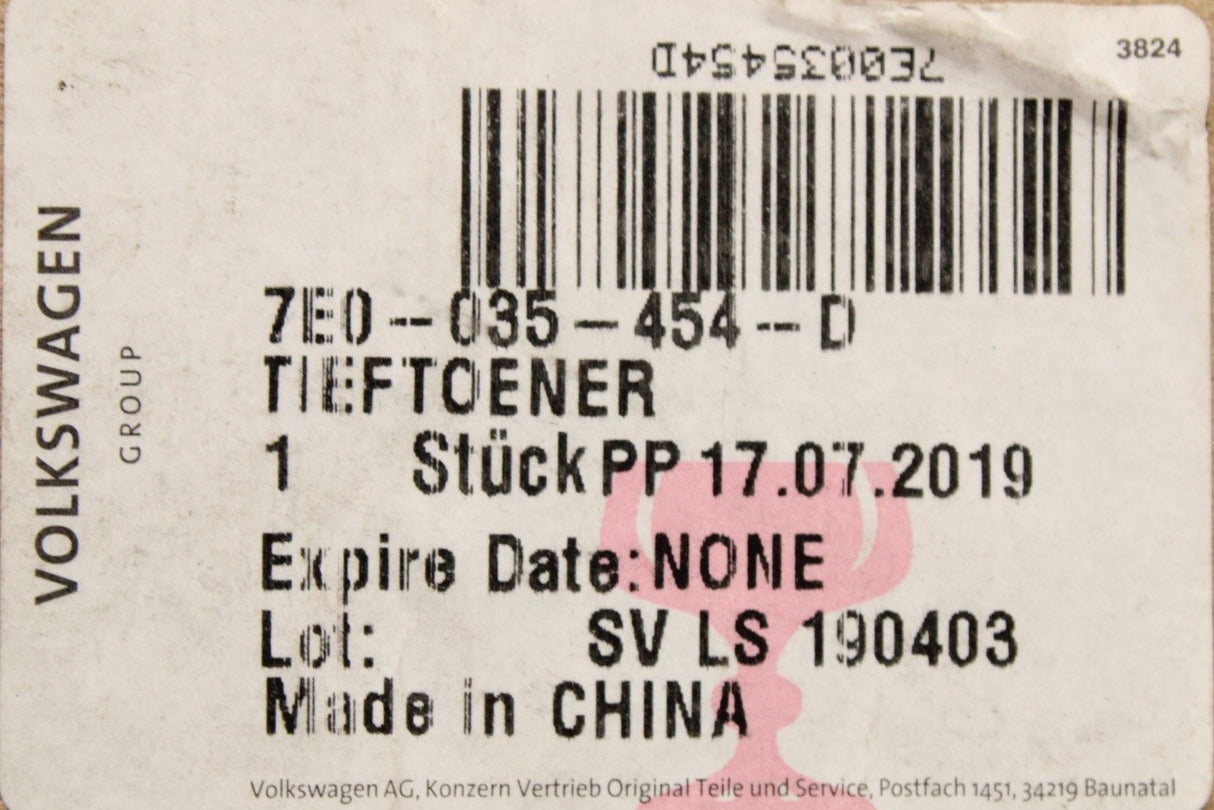 3824
7E0035454D
VOLKSWAGEN
GROUP
7E0-035-454-D
TIEFTOENER
1 Stück PP 17.07.2019
Expire Date:NONE
Lot: SV LS 190403
Made in CHINA
Volkswagen AG, Konzern Vertrieb Original Teile und Service, Postfach 1451, 34219 Baunatal